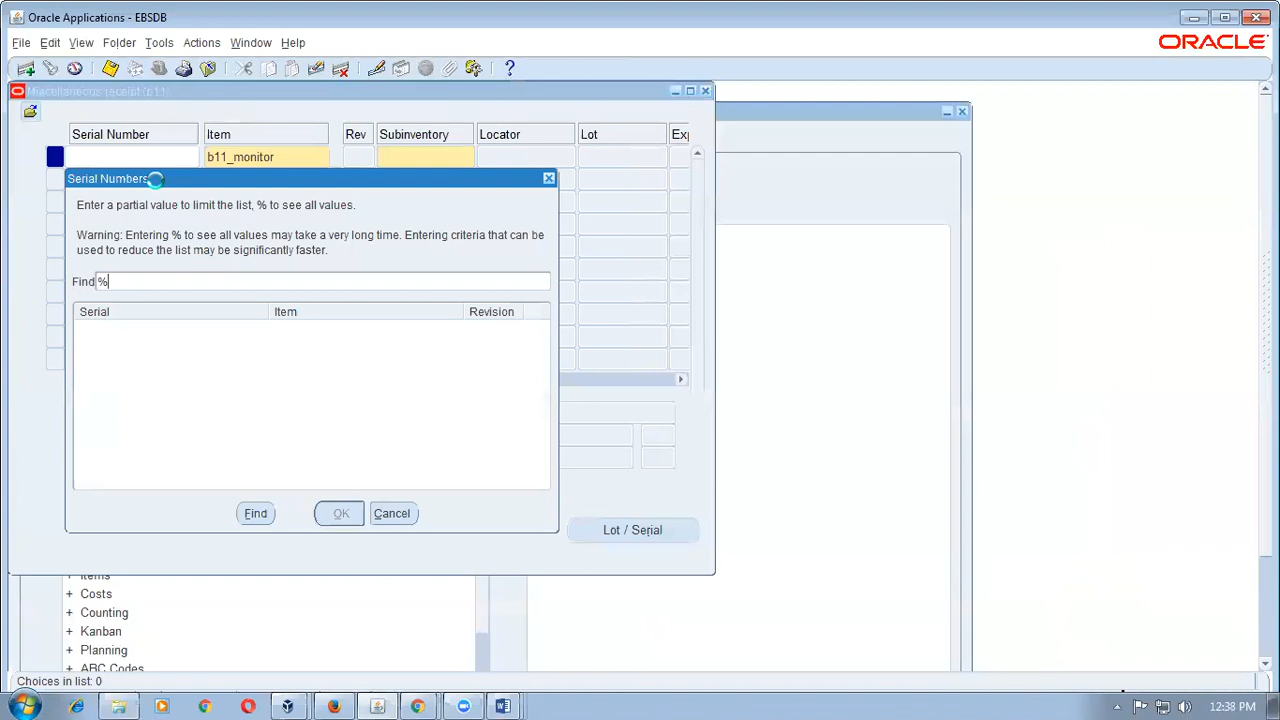 Oracle Applications - EBSDB
File Edit View Folder Tools Actions Window Help
ORACLE
Miscellaneous receipt (b11)
Serial Number Item Rev Subinventory Locator Lot Exp
b11_monitor
Serial Numbers
Enter a partial value to limit the list, % to see all values.
Warning: Entering % to see all values may take a very long time. Entering criteria that can be
used to reduce the list may be significantly faster.
Find %
Serial Item Revision
Find OK Cancel
Lot / Serial
+ Items
+ Costs
+ Counting
+ Kanban
+ Planning
+ ABC Codes
Choices in list: 0
12:38 PM